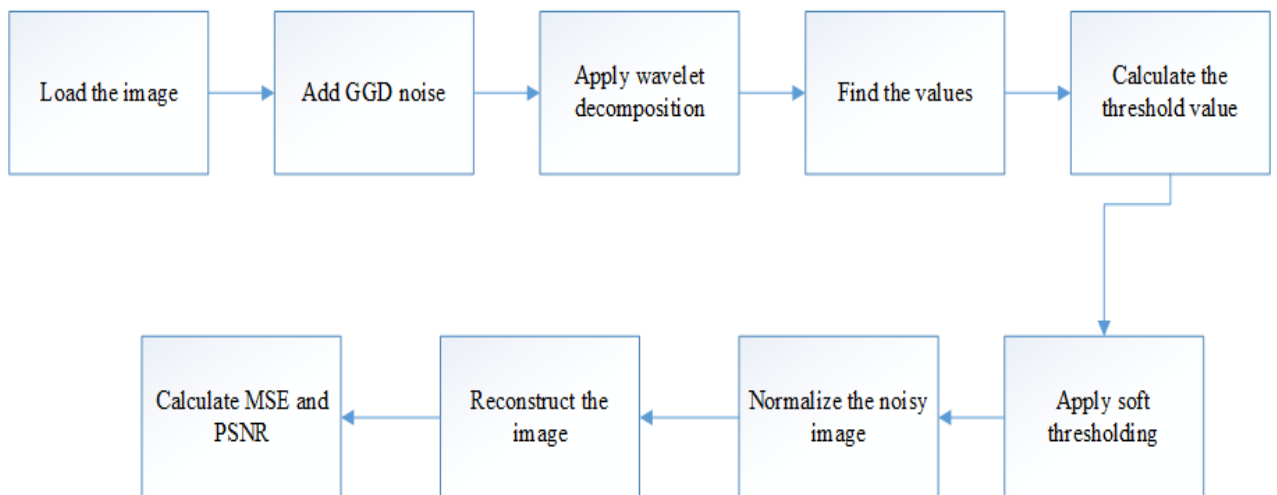 Load the image
Add GGD noise
Apply wavelet
decomposition
Find the values
Calculate the
threshold value
Apply soft
thresholding
Normalize the noisy
image
Reconstruct the
image
Calculate MSE and
PSNR